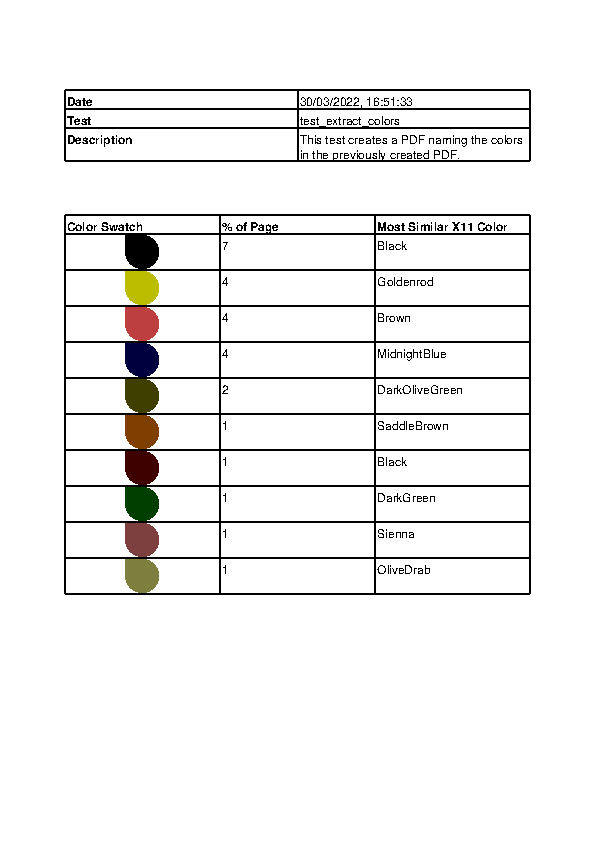 Date 30/03/2022, 16:51:33
Test test_extract_colors
Description This test creates a PDF naming the colors
in the previously created PDF.
Color Swatch % of Page Most Similar X11 Color
7 Black
4 Goldenrod
4 Brown
4 MidnightBlue
2 DarkOliveGreen
1 SaddleBrown
1 Black
1 DarkGreen
1 Sienna
1 OliveDrab